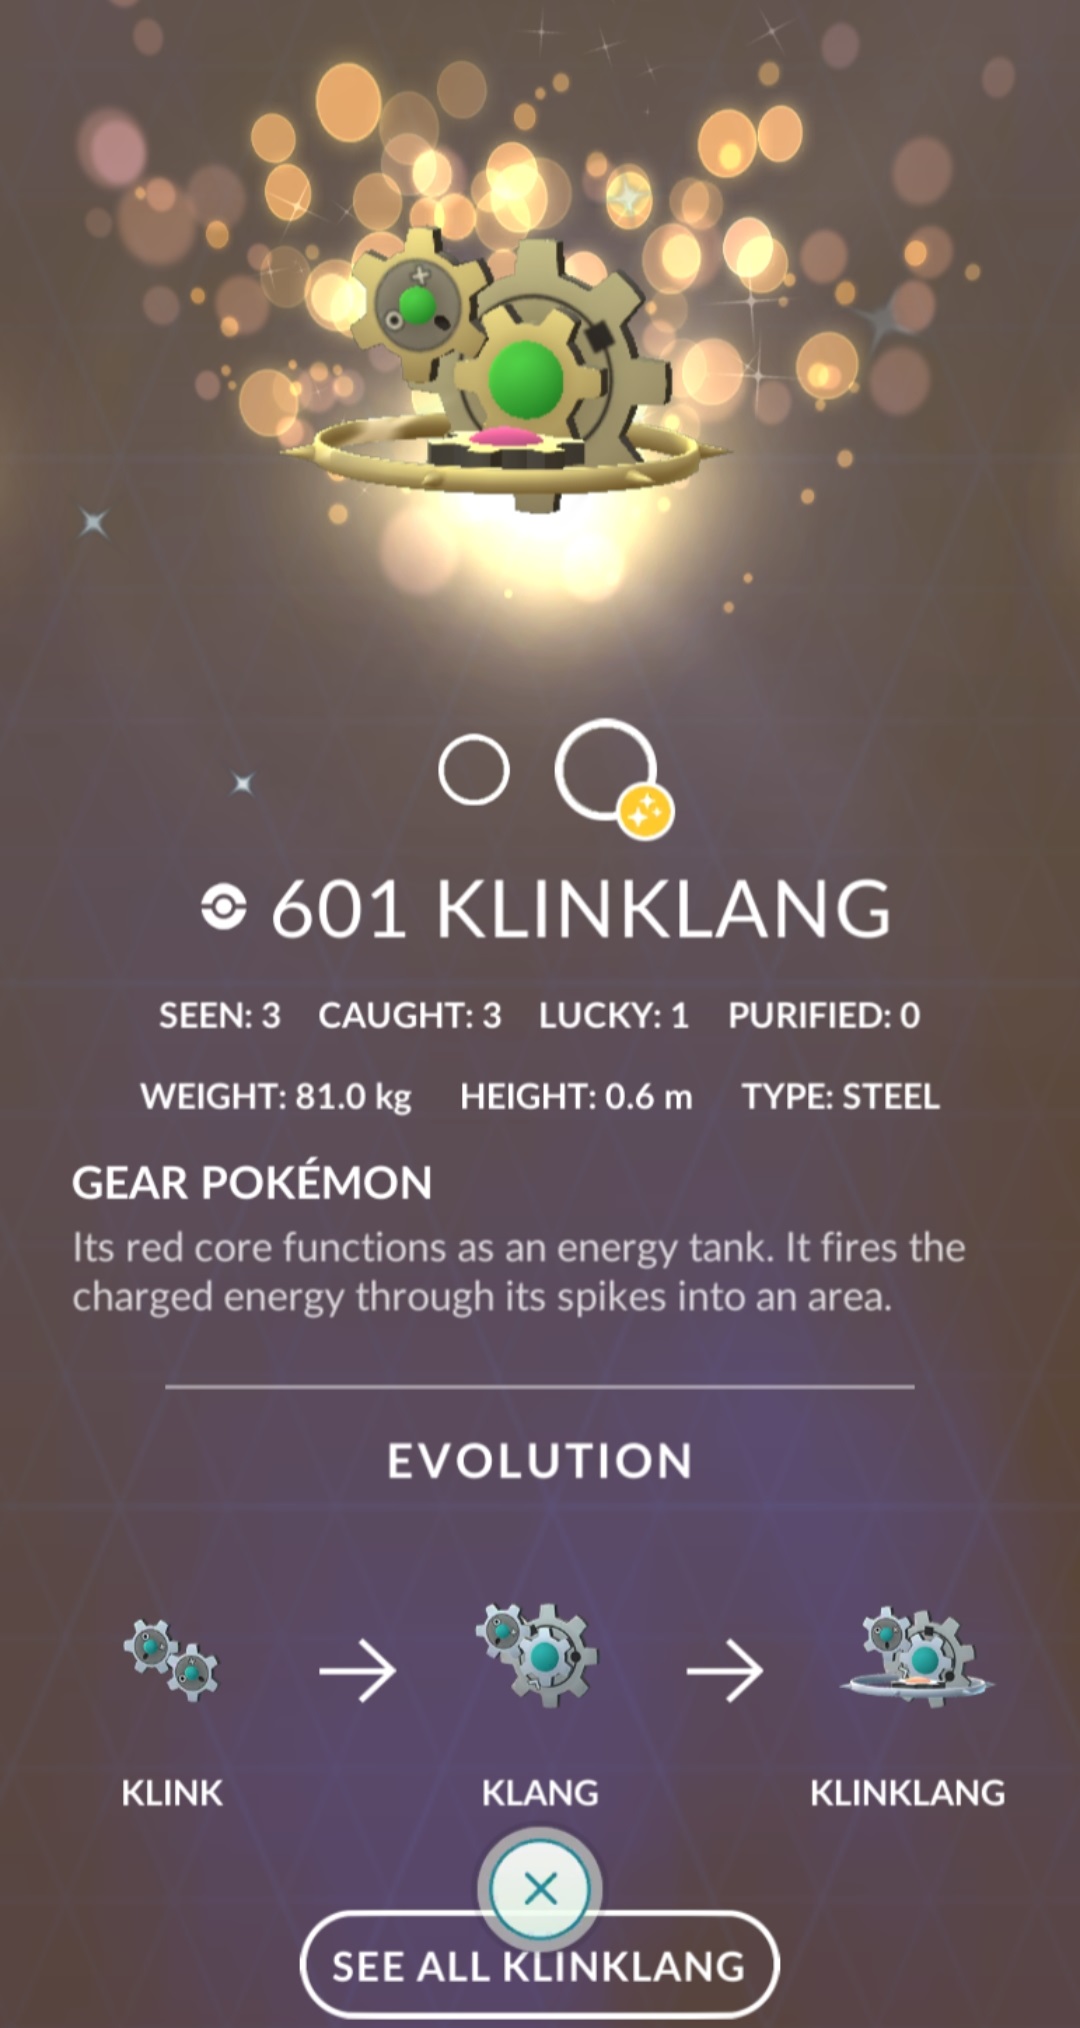 601 KLINKLANG
SEEN: 3 CAUGHT: 3 LUCKY: 1 PURIFIED: 0
WEIGHT: 81.0 kg HEIGHT: 0.6 m TYPE: STEEL
GEAR POKÉMON
Its red core functions as an energy tank. It fires the
charged energy through its spikes into an area.
EVOLUTION
KLINK KLANG KLINKLANG
SEE ALL KLINKLANG